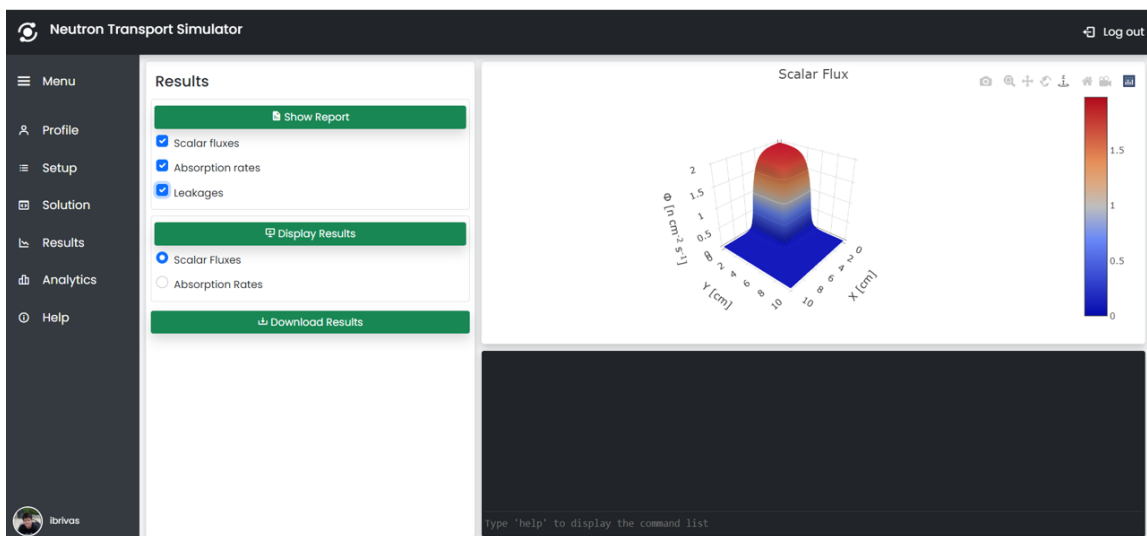 Neutron Transport Simulator
Log out
Menu
Profile
Setup
Solution
Results
Analytics
Help
ibrivas
Results
Show Report
Scalar fluxes
Absorption rates
Leakages
Display Results
Scalar Fluxes
Absorption Rates
Download Results
Scalar Flux
Φ [n cm⁻² s⁻¹]
2
1.5
1
0.5
0
Y [cm]
0
2
4
6
8
10
X [cm]
0
2
4
6
8
10
1.5
1
0.5
0
Type 'help' to display the command list